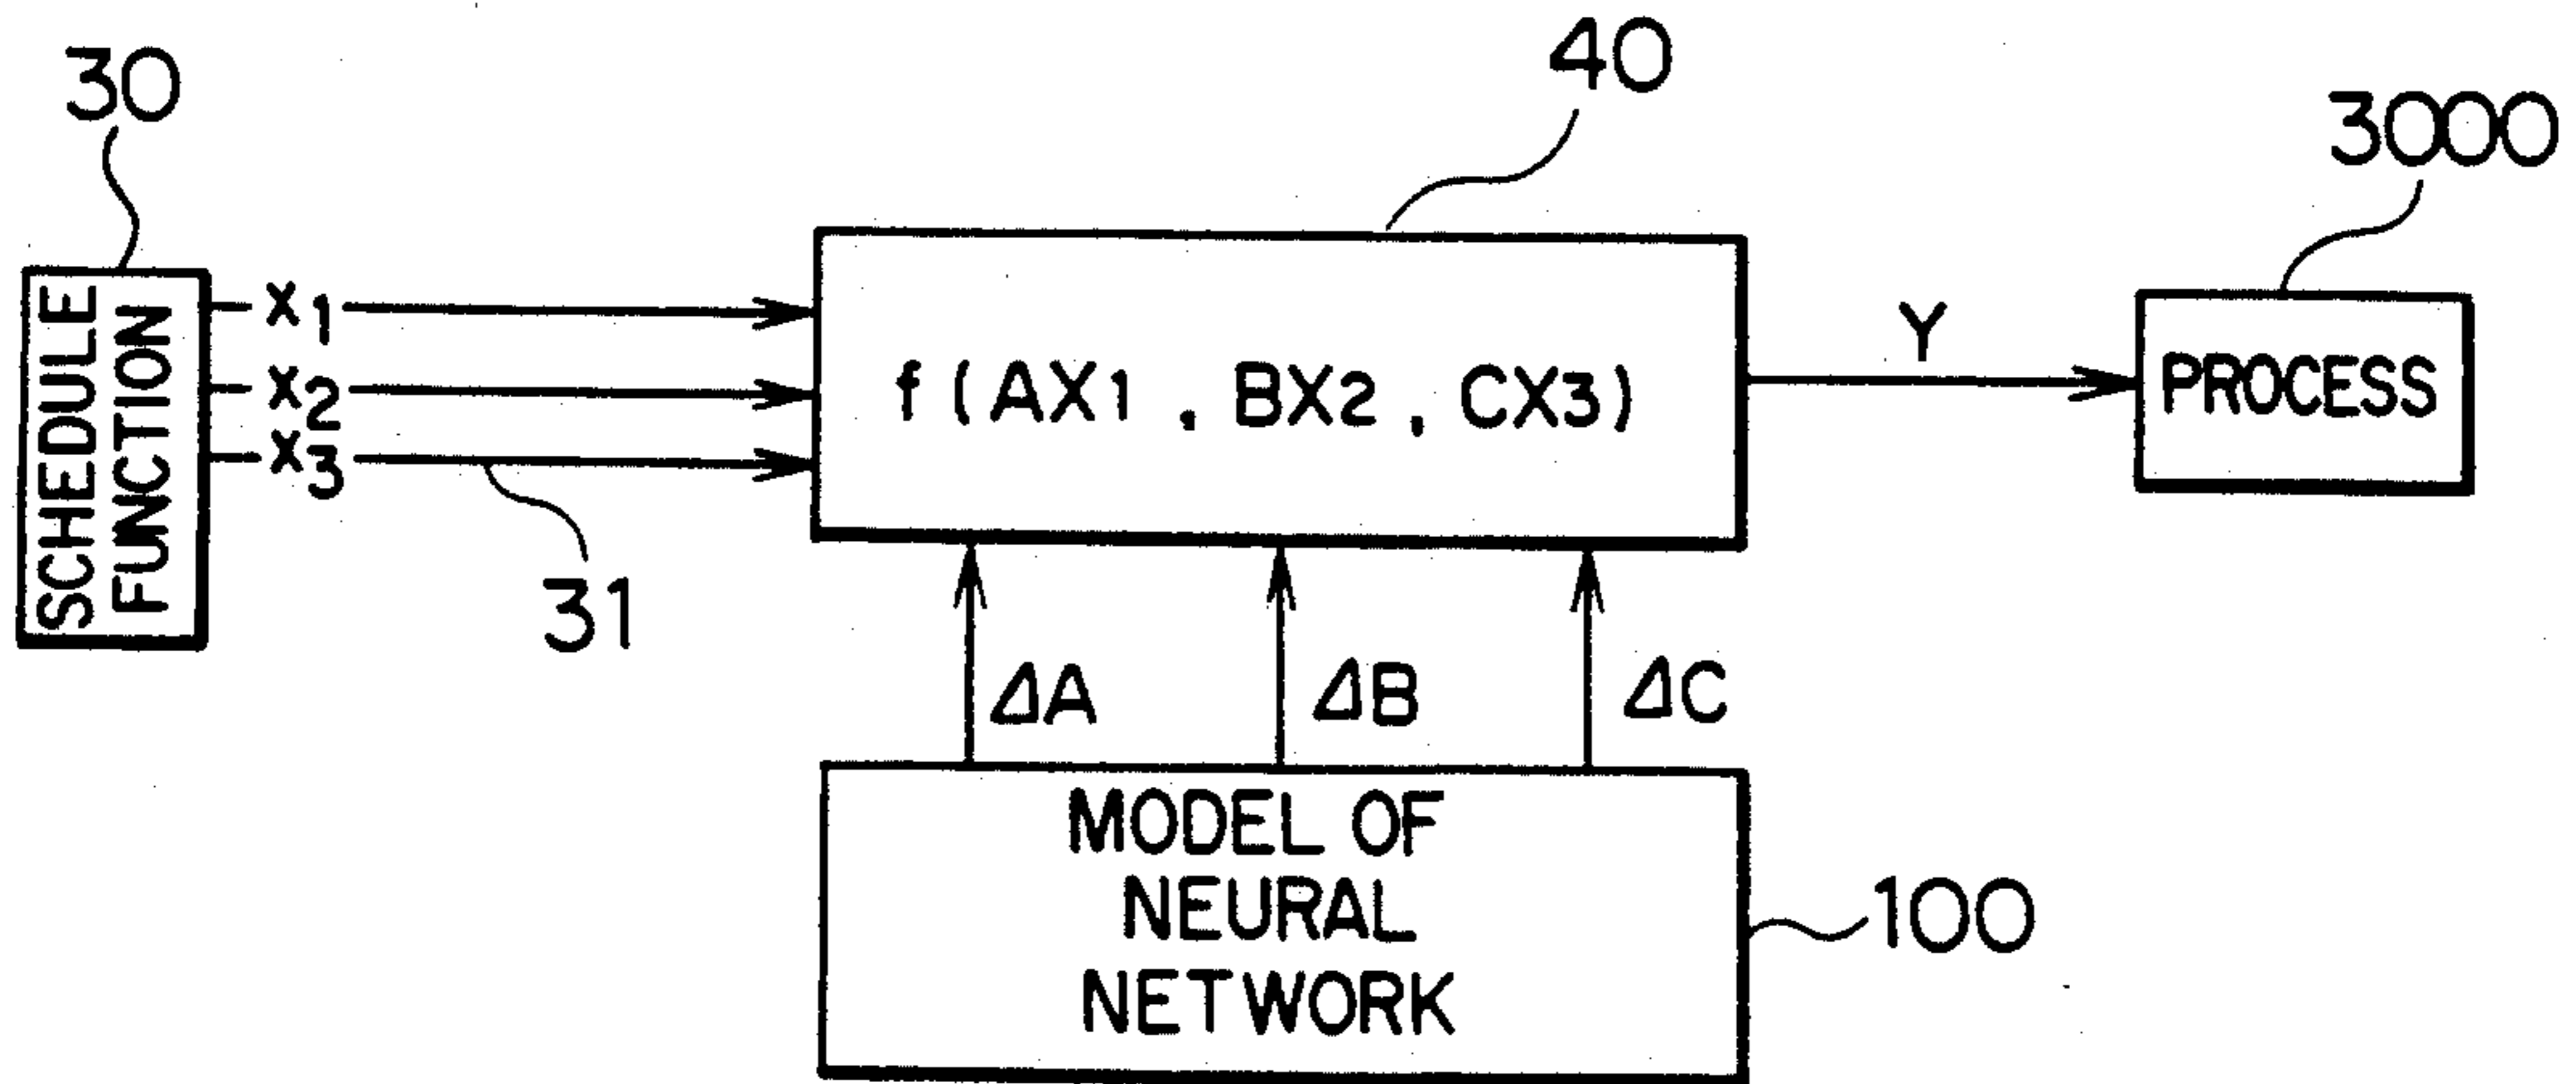 30
40
3000
SCHEDULE
FUNCTION
X1
X2
X3
31
f (AX1 , BX2 , CX3)
Y
PROCESS
ΔA
ΔB
ΔC
MODEL OF
NEURAL
NETWORK
100